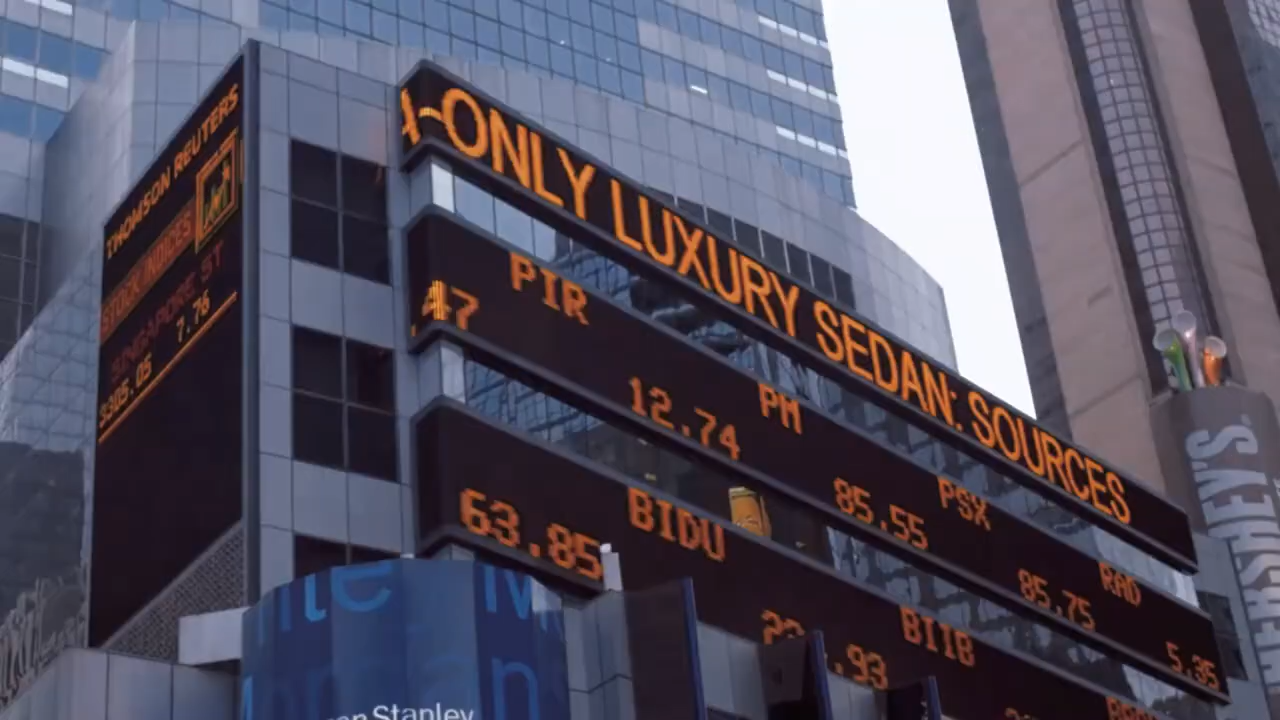 THOMSON REUTERS
STOCK INDICES
SINGAPORE ST
3305.05 7.76
-ONLY LUXURY SEDAN: SOURCES
PIR PM PSX RAD
.47 12.74 85.55 85.75 5.35
BIDU BIIB
63.85 .93
HERSHEY'S
Stanley